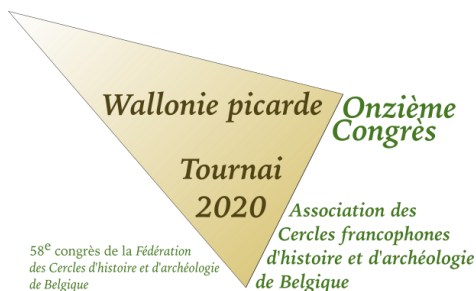 Wallonie picarde
Tournai
2020
Onzième
Congrès
Association des
Cercles francophones
d'histoire et d'archéologie
de Belgique
58e congrès de la Fédération
des Cercles d'histoire et d'archéologie
de Belgique